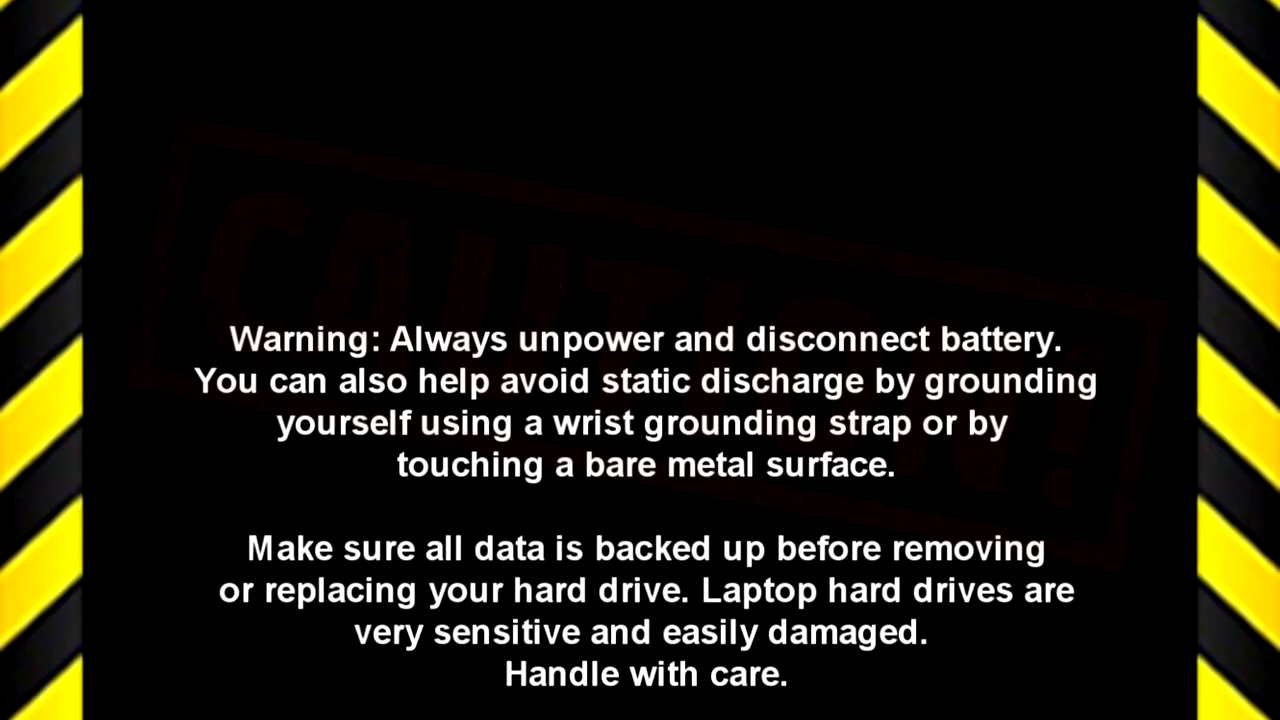 CAUTION!
Warning: Always unpower and disconnect battery.
You can also help avoid static discharge by grounding
yourself using a wrist grounding strap or by
touching a bare metal surface.
Make sure all data is backed up before removing
or replacing your hard drive. Laptop hard drives are
very sensitive and easily damaged.
Handle with care.